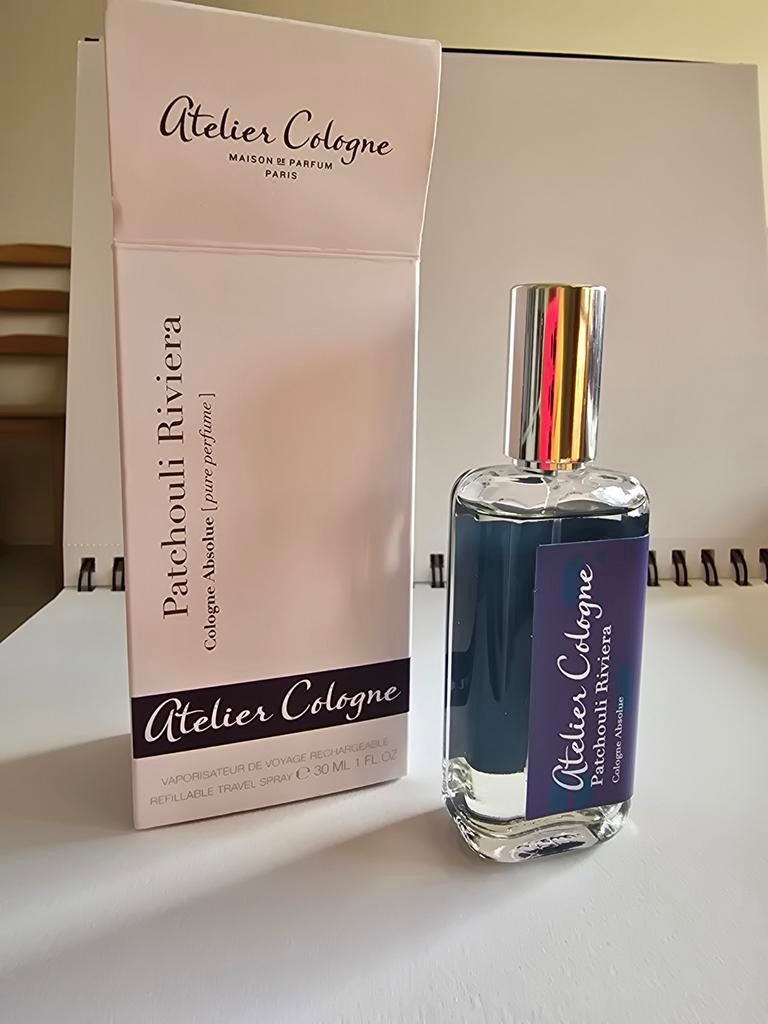 Atelier Cologne
MAISON DE PARFUM
PARIS
Patchouli Riviera
Cologne Absolue [pure perfume]
Atelier Cologne
VAPORISATEUR DE VOYAGE RECHARGEABLE
REFILLABLE TRAVEL SPRAY ℮ 30 ML 1 FL.OZ
Atelier Cologne
Patchouli Riviera
Cologne Absolue